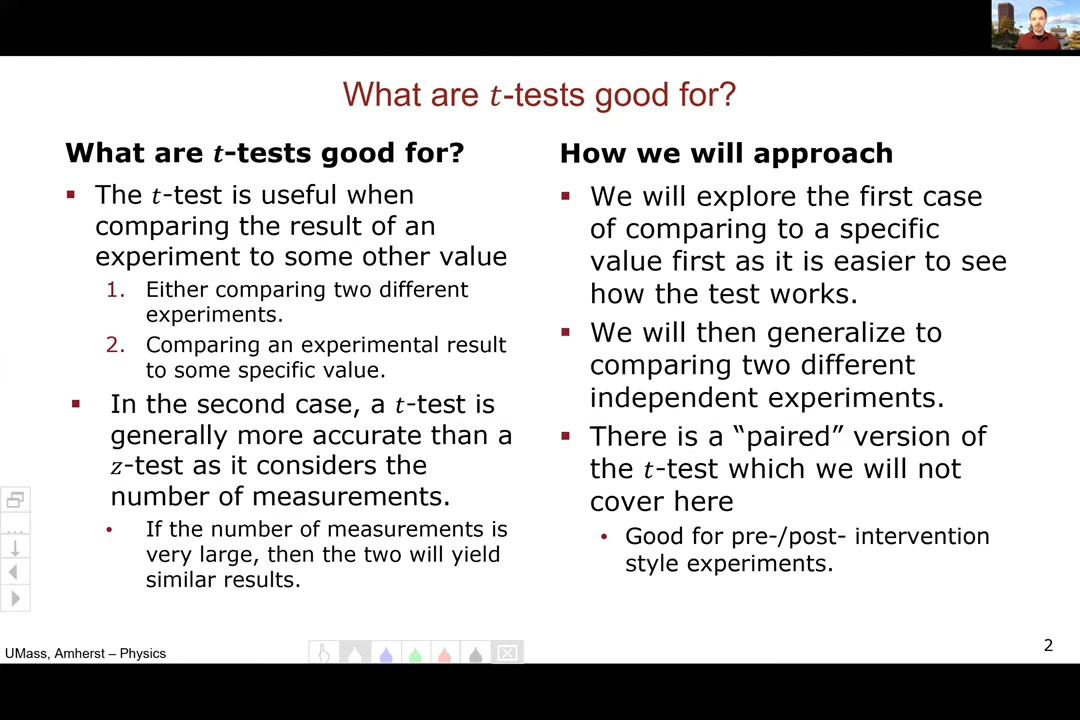 What are t-tests good for?
What are t-tests good for?
▪ The t-test is useful when
comparing the result of an
experiment to some other value
1. Either comparing two different
experiments.
2. Comparing an experimental result
to some specific value.
▪ In the second case, a t-test is
generally more accurate than a
z-test as it considers the
number of measurements.
• If the number of measurements is
very large, then the two will yield
similar results.
How we will approach
▪ We will explore the first case
of comparing to a specific
value first as it is easier to see
how the test works.
▪ We will then generalize to
comparing two different
independent experiments.
▪ There is a “paired” version of
the t-test which we will not
cover here
• Good for pre-/post- intervention
style experiments.
UMass, Amherst – Physics
2